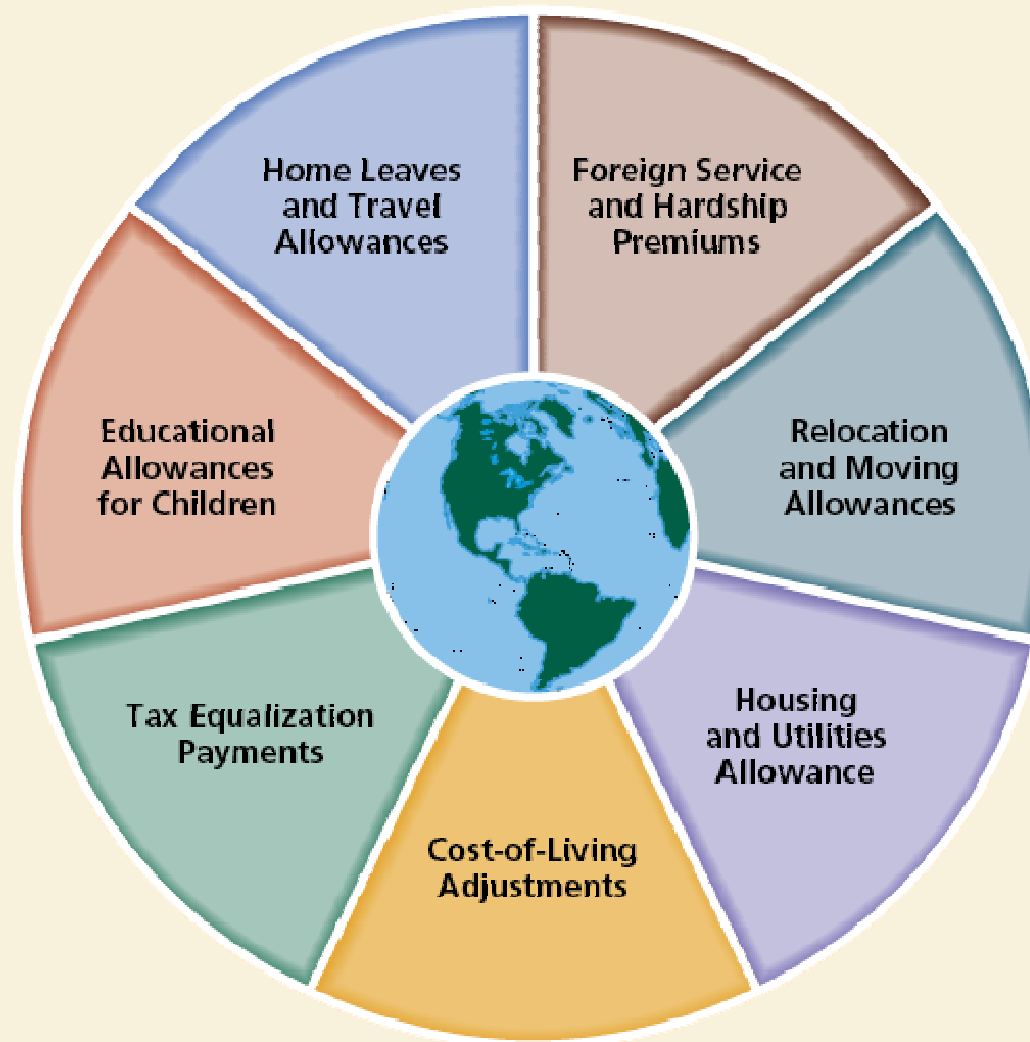 Home Leaves
and Travel
Allowances
Foreign Service
and Hardship
Premiums
Relocation
and Moving
Allowances
Housing
and Utilities
Allowance
Cost-of-Living
Adjustments
Tax Equalization
Payments
Educational
Allowances
for Children